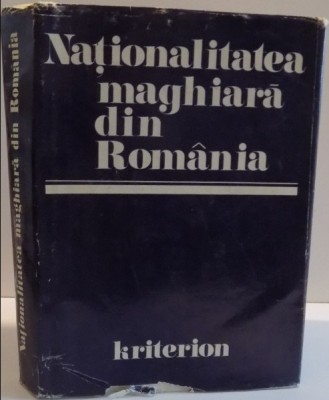 Naționalitatea maghiară din România
Naționalitatea
maghiară
din
România
kriterion